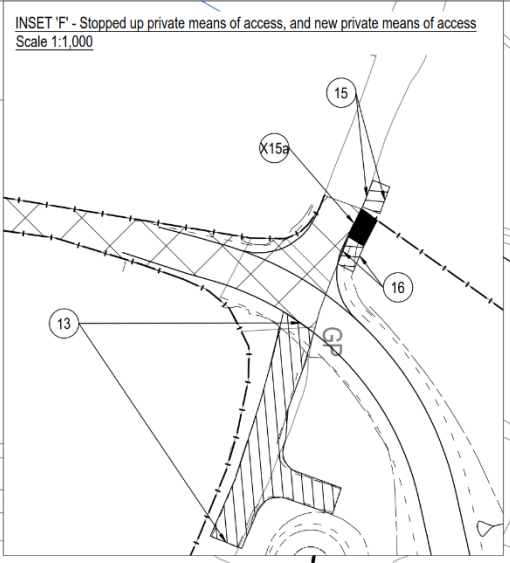 INSET 'F' - Stopped up private means of access, and new private means of access
Scale 1:1,000
15
X15a
16
13
GP